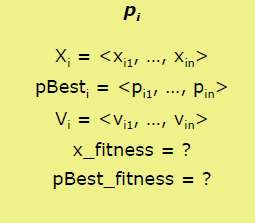 pᵢ
Xᵢ = <xᵢ₁, …, xᵢₙ>
pBestᵢ = <pᵢ₁, …, pᵢₙ>
Vᵢ = <vᵢ₁, …, vᵢₙ>
x_fitness = ?
pBest_fitness = ?